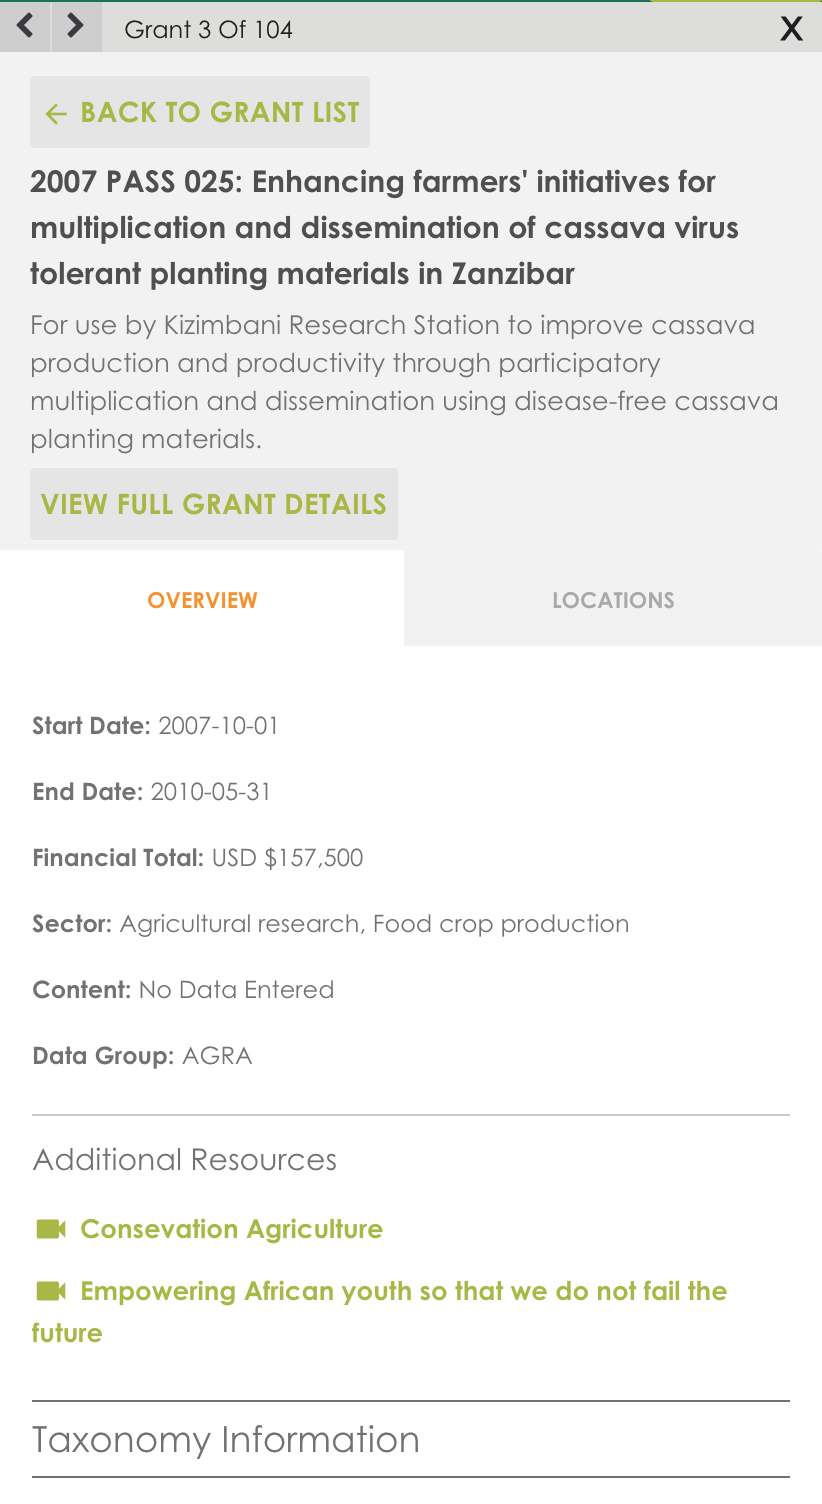 Grant 3 Of 104
X
← BACK TO GRANT LIST
2007 PASS 025: Enhancing farmers' initiatives for
multiplication and dissemination of cassava virus
tolerant planting materials in Zanzibar
For use by Kizimbani Research Station to improve cassava
production and productivity through participatory
multiplication and dissemination using disease-free cassava
planting materials.
VIEW FULL GRANT DETAILS
OVERVIEW
LOCATIONS
Start Date: 2007-10-01
End Date: 2010-05-31
Financial Total: USD $157,500
Sector: Agricultural research, Food crop production
Content: No Data Entered
Data Group: AGRA
Additional Resources
Consevation Agriculture
Empowering African youth so that we do not fail the
future
Taxonomy Information